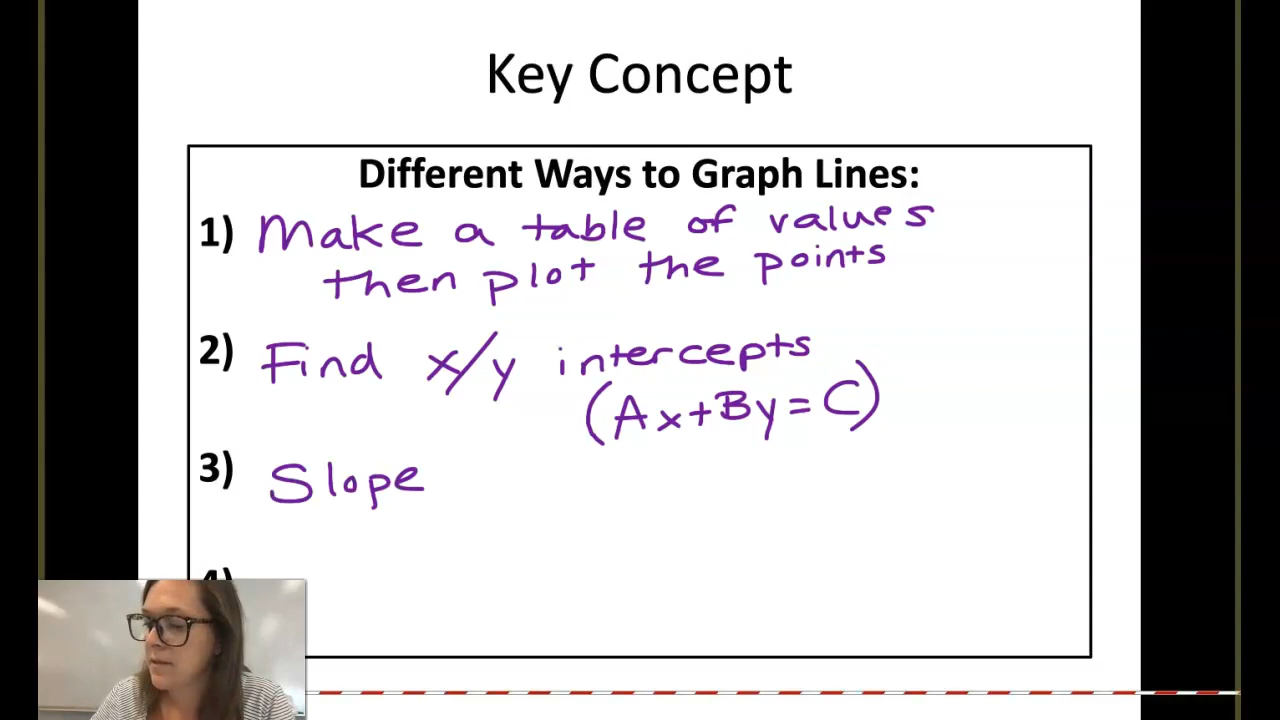 Key Concept
Different Ways to Graph Lines:
1) Make a table of values
then plot the points
2) Find x/y intercepts
(Ax+By=C)
3) Slope
4)